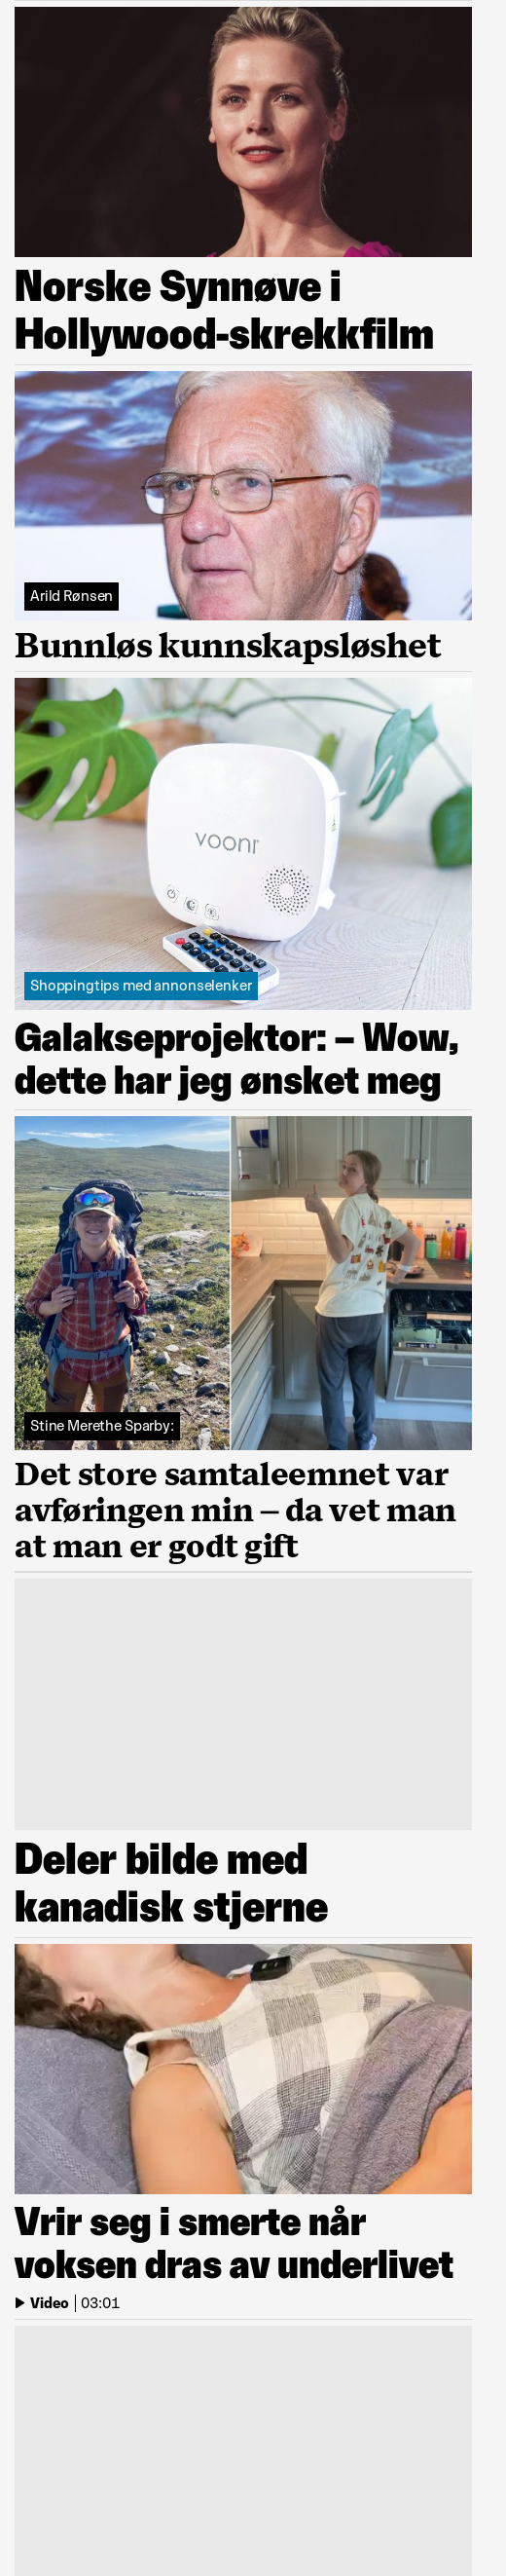 Norske Synnøve i
Hollywood-skrekkfilm
Arild Rønsen
Bunnløs kunnskapsløshet
voonr
Shoppingtips med annonselenker
Galakseprojektor: – Wow,
dette har jeg ønsket meg
Stine Merethe Sparby:
Det store samtaleemnet var
avføringen min – da vet man
at man er godt gift
Deler bilde med
kanadisk stjerne
Vrir seg i smerte når
voksen dras av underlivet
Video | 03:01